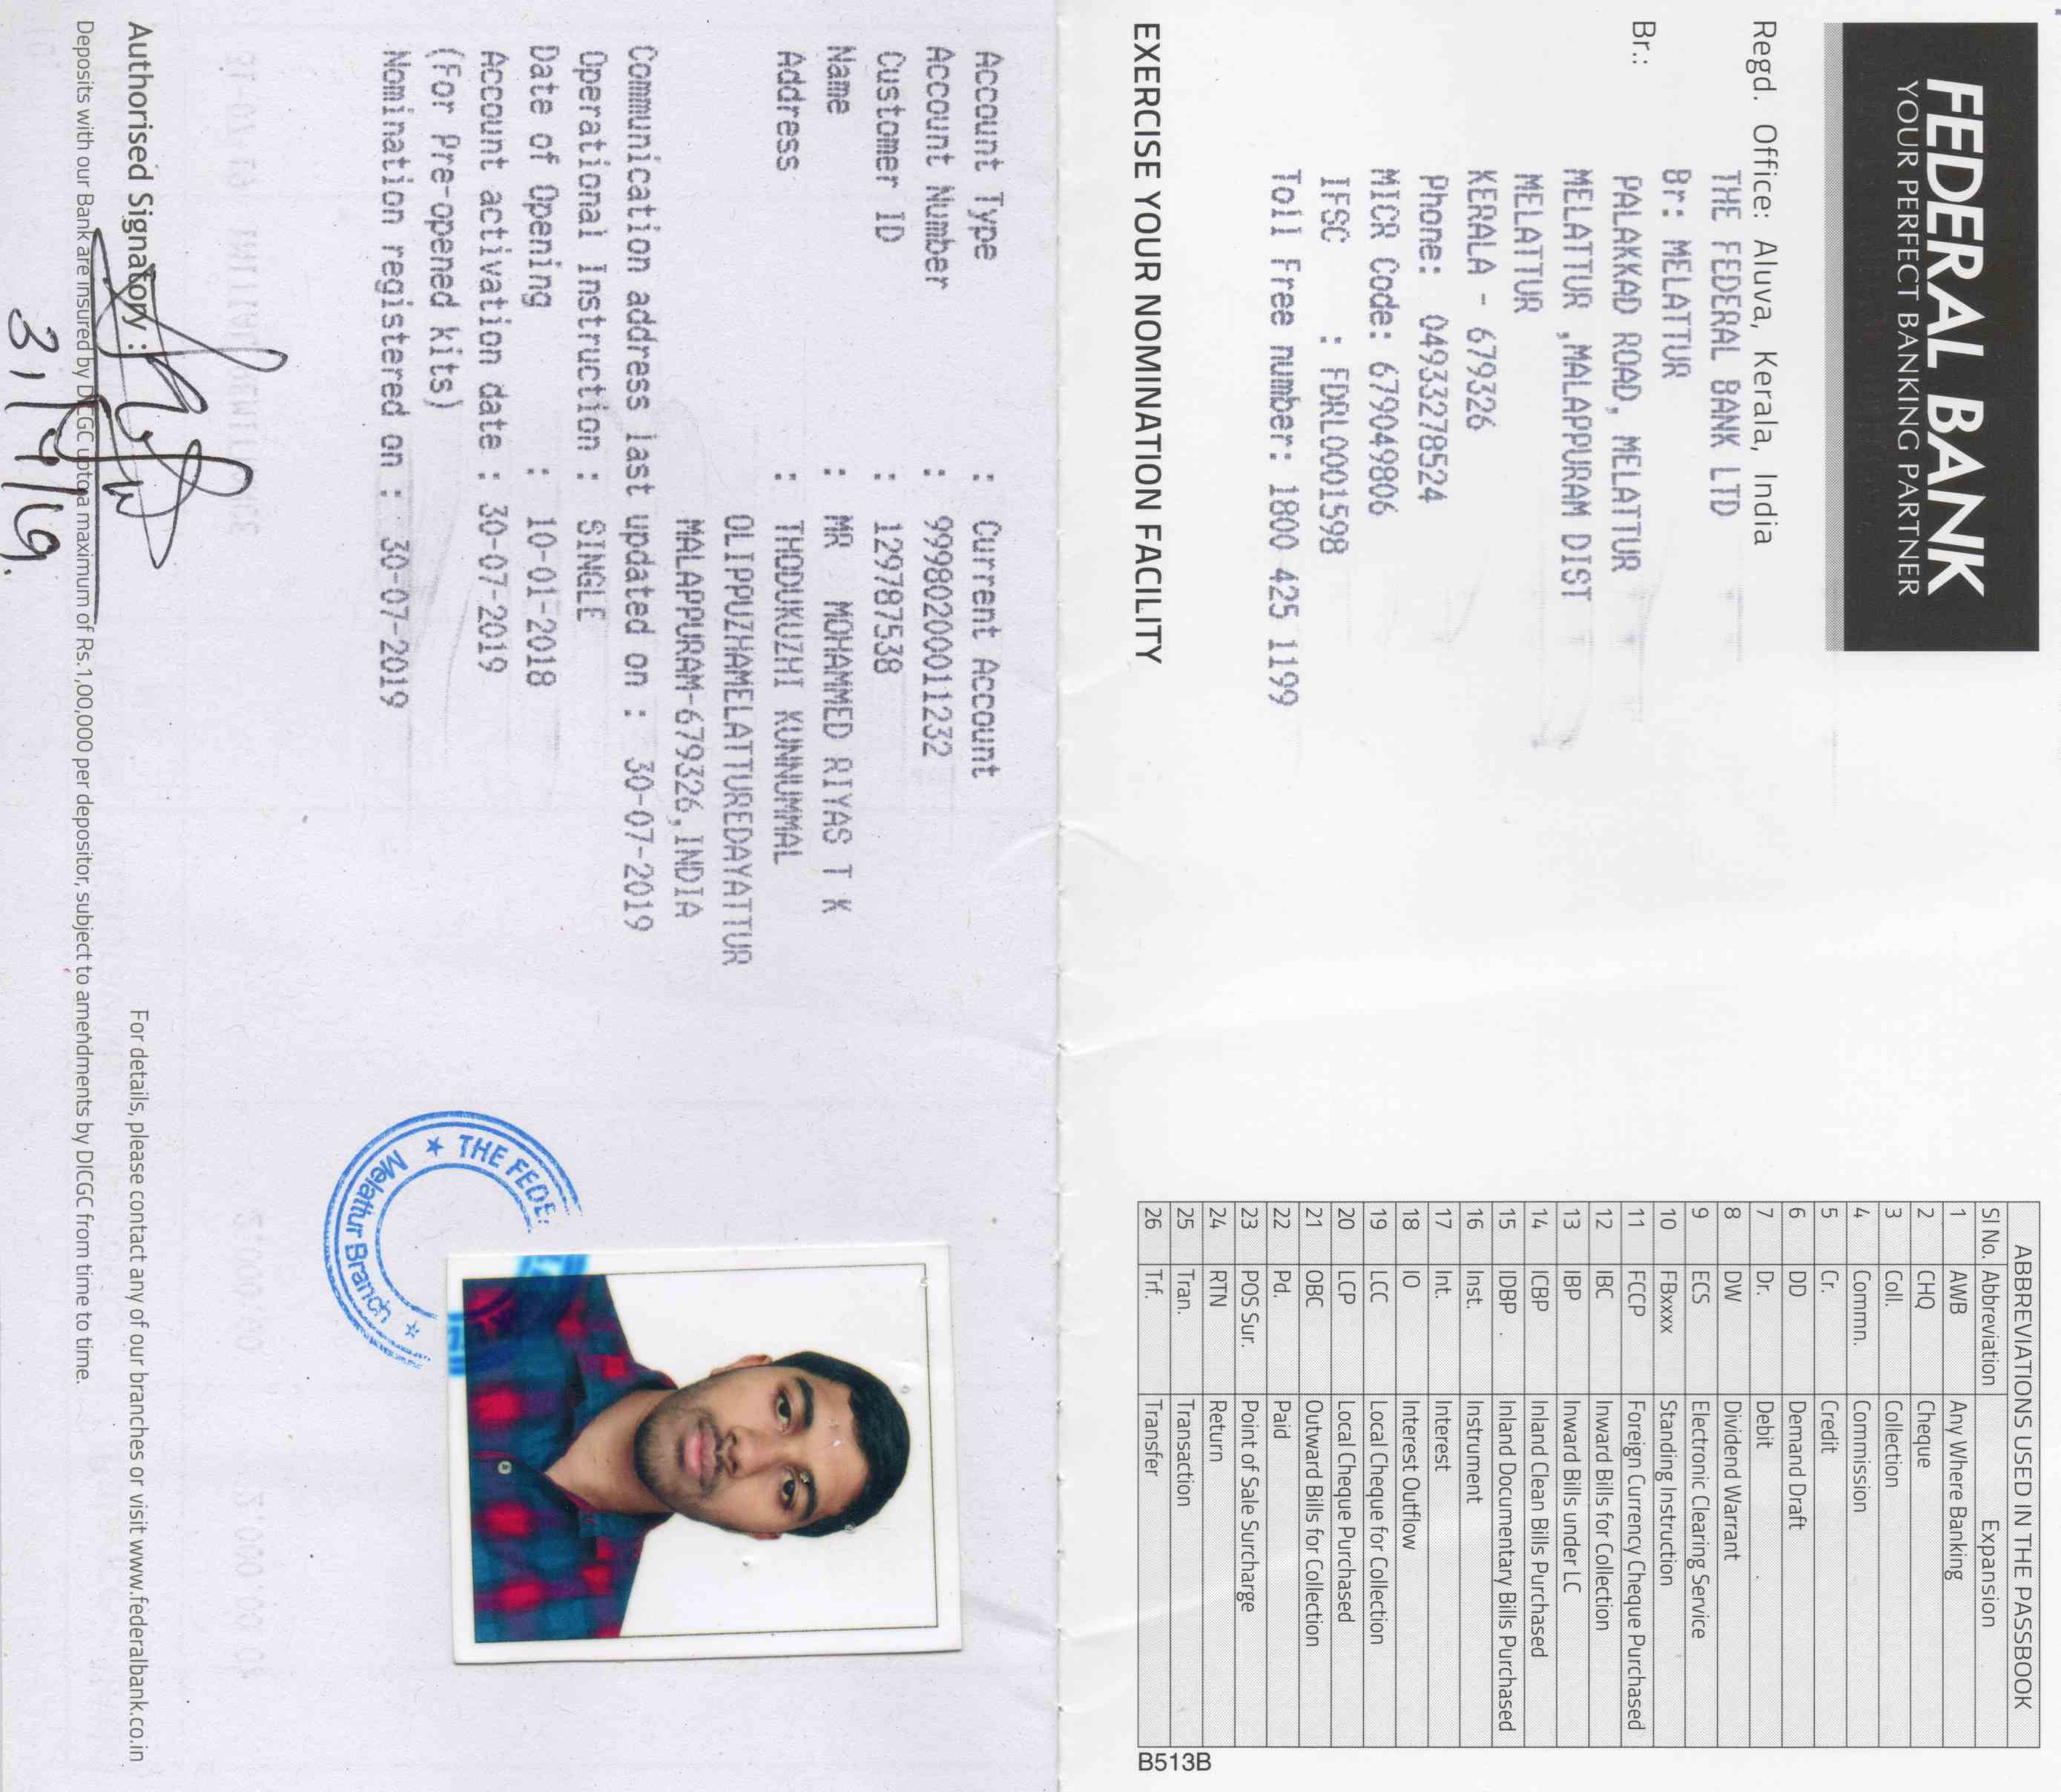 FEDERAL BANK
YOUR PERFECT BANKING PARTNER
Regd. Office: Aluva, Kerala, India
THE FEDERAL BANK LTD
Br: MELATTUR
Br.:
PALAKKAD ROAD, MELATTUR
MELATTUR ,MALAPPURAM DIST
MELATTUR
KERALA - 679326
Phone: 04933278524
MICR Code: 679049806
IFSC : FDRL0001598
Toll Free number: 1800 425 1199
EXERCISE YOUR NOMINATION FACILITY
ABBREVIATIONS USED IN THE PASSBOOK
Sl No. Abbreviation Expansion
1 AWB Any Where Banking
2 CHQ Cheque
3 Coll. Collection
4 Commn. Commission
5 Cr. Credit
6 DD Demand Draft
7 Dr. Debit
8 DW Dividend Warrant
9 ECS Electronic Clearing Service
10 FBxxxx Standing Instruction
11 FCCP Foreign Currency Cheque Purchased
12 IBC Inward Bills for Collection
13 IBP Inward Bills under LC
14 ICBP Inland Clean Bills Purchased
15 IDBP Inland Documentary Bills Purchased
16 Inst. Instrument
17 Int. Interest
18 IO Interest Outflow
19 LCC Local Cheque for Collection
20 LCP Local Cheque Purchased
21 OBC Outward Bills for Collection
22 Pd. Paid
23 POS Sur. Point of Sale Surcharge
24 RTN Return
25 Tran. Transaction
26 Trf. Transfer
B513B
Account Type : Current Account
Account Number : 99980200011232
Customer ID : 129787538
Name : MR MOHAMMED RIYAS T K
Address : THODUKUZHI KUNNUMMAL
OLIPPUZHAMELATTUREDAYATTUR
MALAPPURAM-679326,INDIA
Communication address last updated on : 30-07-2019
Operational Instruction : SINGLE
Date of Opening : 10-01-2018
Account activation date : 30-07-2019
(For Pre-opened kits)
Nomination registered on : 30-07-2019
THE FEDE
Melattur Branch
Authorised Signatory :
For details, please contact any of our branches or visit www.federalbank.co.in
Deposits with our Bank are insured by DICGC upto a maximum of Rs.1,00,000 per depositor, subject to amendments by DICGC from time to time.